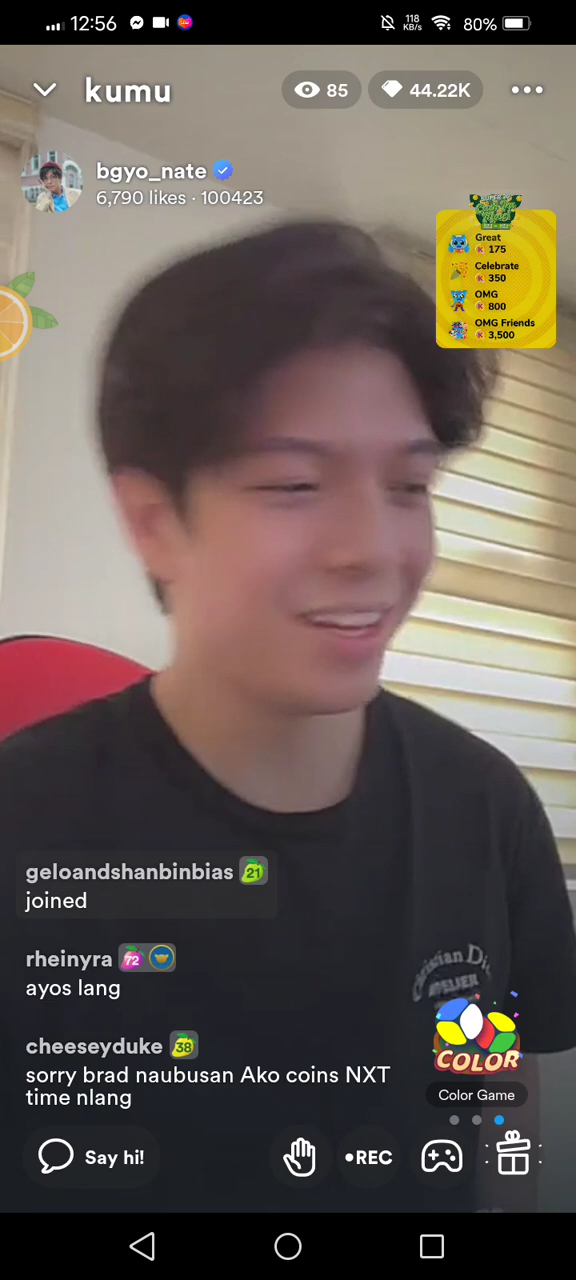 12:56
118
KB/s
80%
kumu
85
44.22K
bgyo_nate
6,790 likes · 100423
Great
175
Celebrate
350
OMG
800
OMG Friends
3,500
geloandshanbinbias 21
joined
rheinyra 72
ayos lang
cheeseyduke 38
sorry brad naubusan Ako coins NXT
time nlang
Christian Di
ATELIER
COLOR
Color Game
Say hi!
•REC